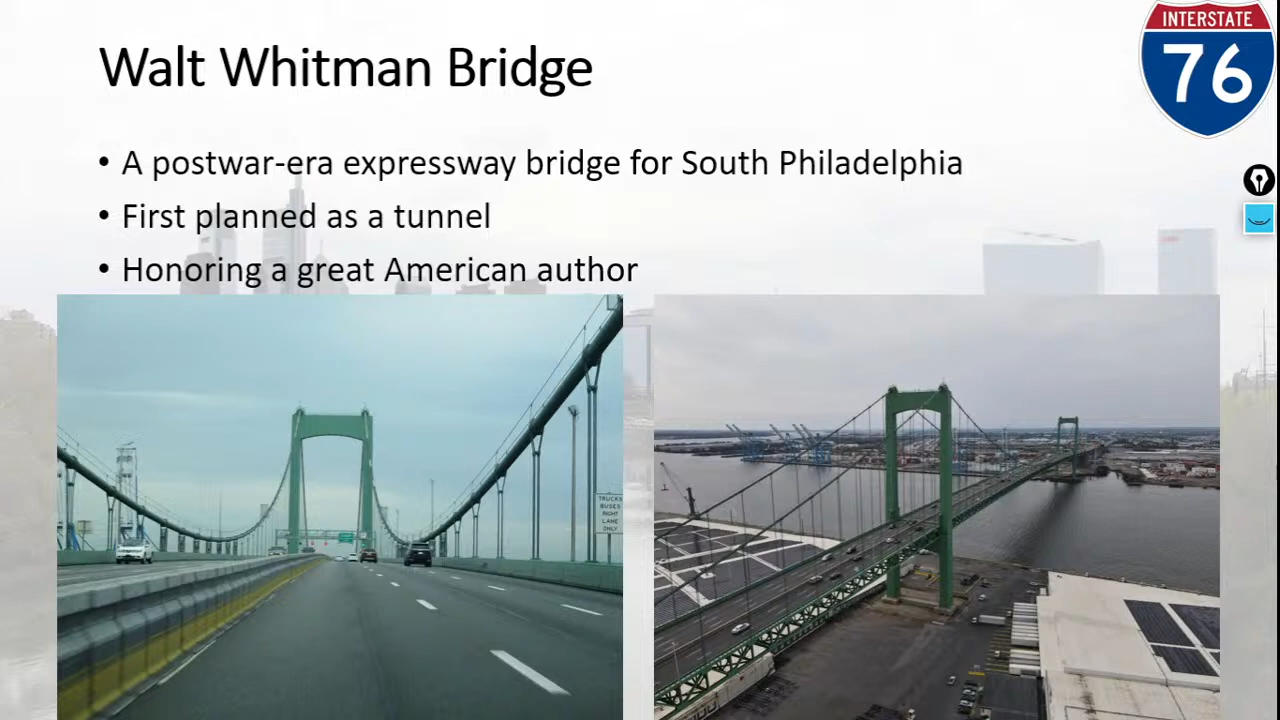 Walt Whitman Bridge
INTERSTATE
76
• A postwar-era expressway bridge for South Philadelphia
• First planned as a tunnel
• Honoring a great American author
TRUCKS
BUSES
RIGHT
LANE
ONLY